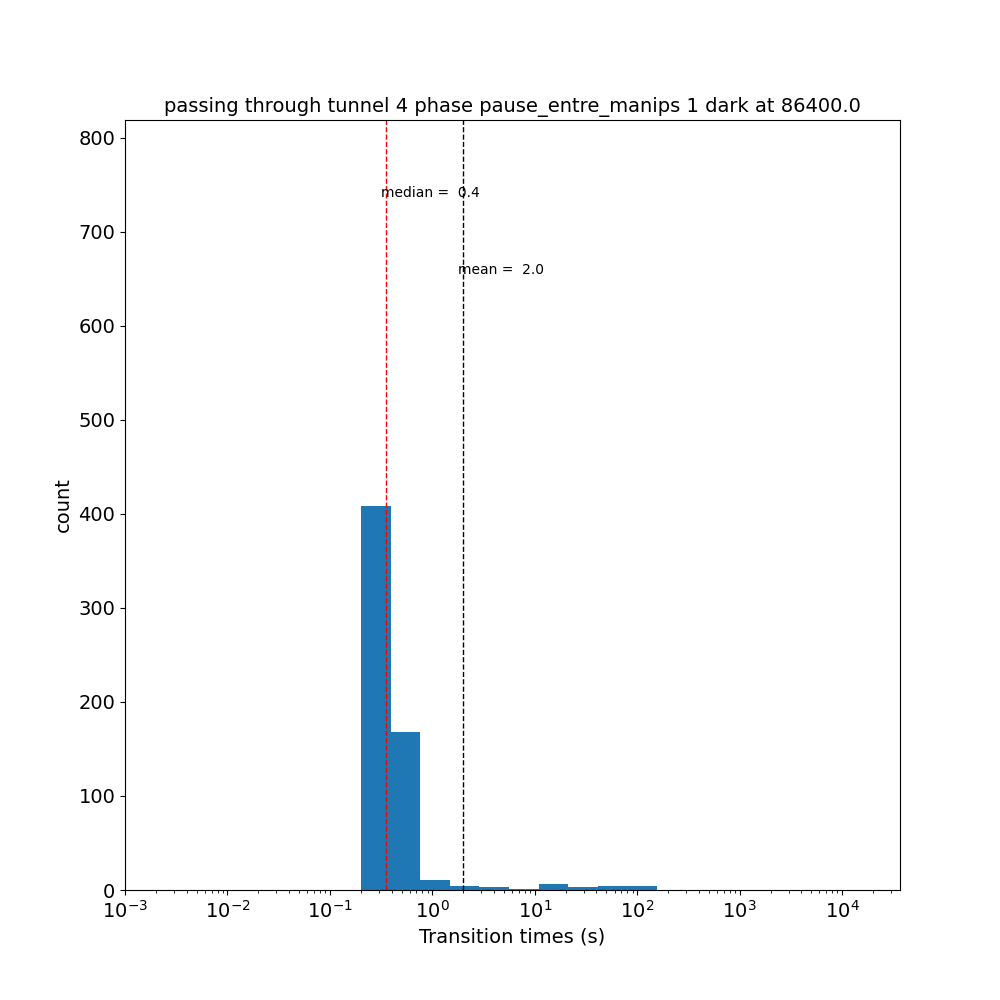 passing through tunnel 4 phase pause_entre_manips 1 dark at 86400.0
800
700
600
500
400
300
200
100
0
count
median =  0.4
mean =  2.0
10⁻³ 10⁻² 10⁻¹ 10⁰ 10¹ 10² 10³ 10⁴
Transition times (s)